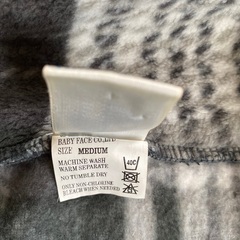 BABY FACE CO.,LTD.
SIZE MEDIUM
MACHINE WASH
WARM SEPARATE
NO TUMBLE DRY
ONLY NON-CHLORINE
BLEACH WHEN NEEDED
40C